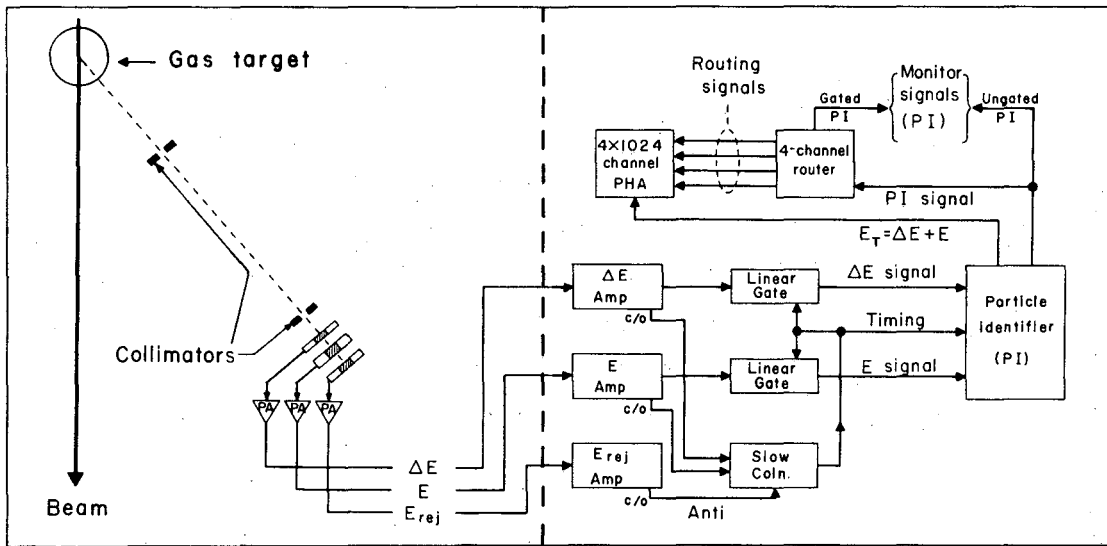 Gas target
Collimators
Beam
PA
PA
PA
ΔE
E
E_rej
Routing
signals
Gated
PI
Monitor
signals
(PI)
Ungated
PI
4×1024
channel
PHA
4-channel
router
PI signal
E_T=ΔE+E
ΔE
Amp
c/o
Linear
Gate
ΔE signal
Timing
Particle
identifier
(PI)
E
Amp
c/o
Linear
Gate
E signal
E_rej
Amp
c/o
Slow
Coin.
Anti